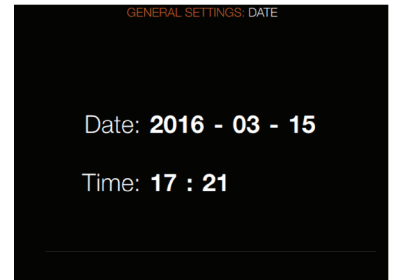 GENERAL SETTINGS: DATE
Date: 2016 - 03 - 15
Time: 17 : 21